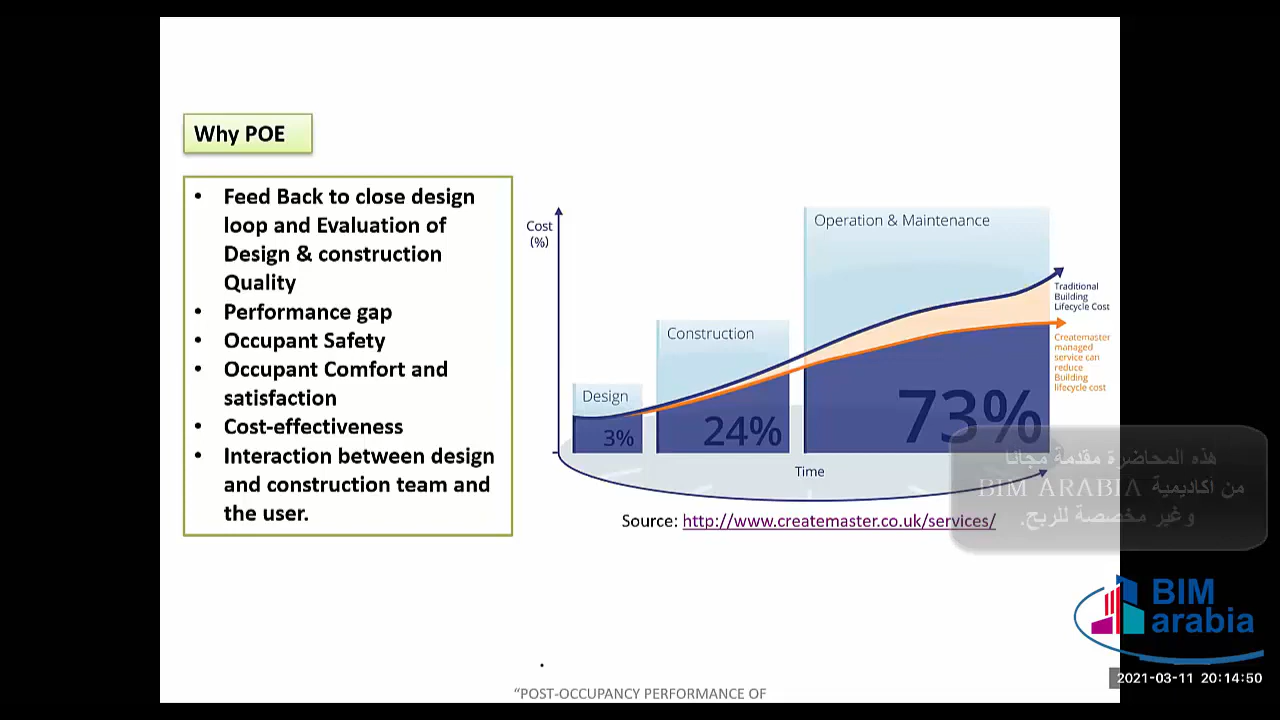 Why POE
• Feed Back to close design
loop and Evaluation of
Design & construction
Quality
• Performance gap
• Occupant Safety
• Occupant Comfort and
satisfaction
• Cost-effectiveness
• Interaction between design
and construction team and
the user.
Cost
(%)
Design
3%
Construction
24%
Operation & Maintenance
73%
Traditional
Building
Lifecycle Cost
Createmaster
managed
service can
reduce
Building
lifecycle cost
Time
Source: http://www.createmaster.co.uk/services/
هذه المحاضرة مقدمة مجانا
من أكاديمية BIM ARABIA
وغير مخصصة للربح.
BIM
arabia
2021-03-11 20:14:50
“POST-OCCUPANCY PERFORMANCE OF